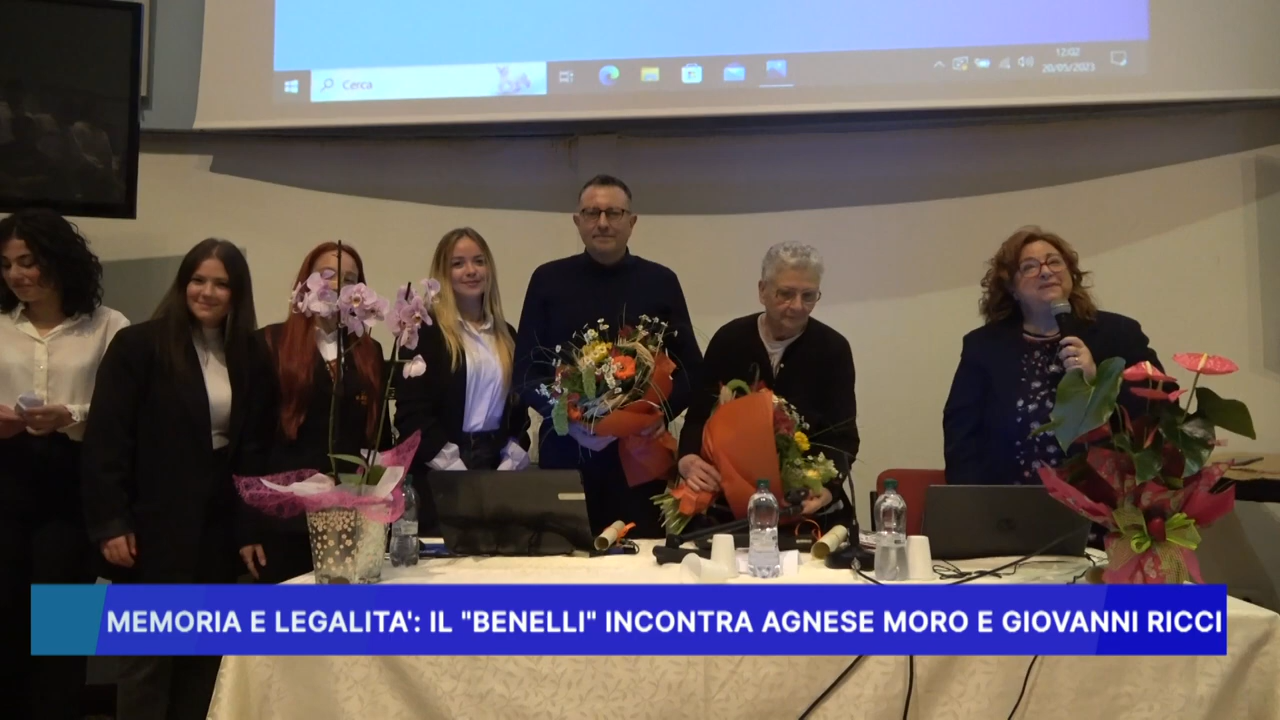 Cerca
12:02
20/05/2023
MEMORIA E LEGALITA': IL "BENELLI" INCONTRA AGNESE MORO E GIOVANNI RICCI